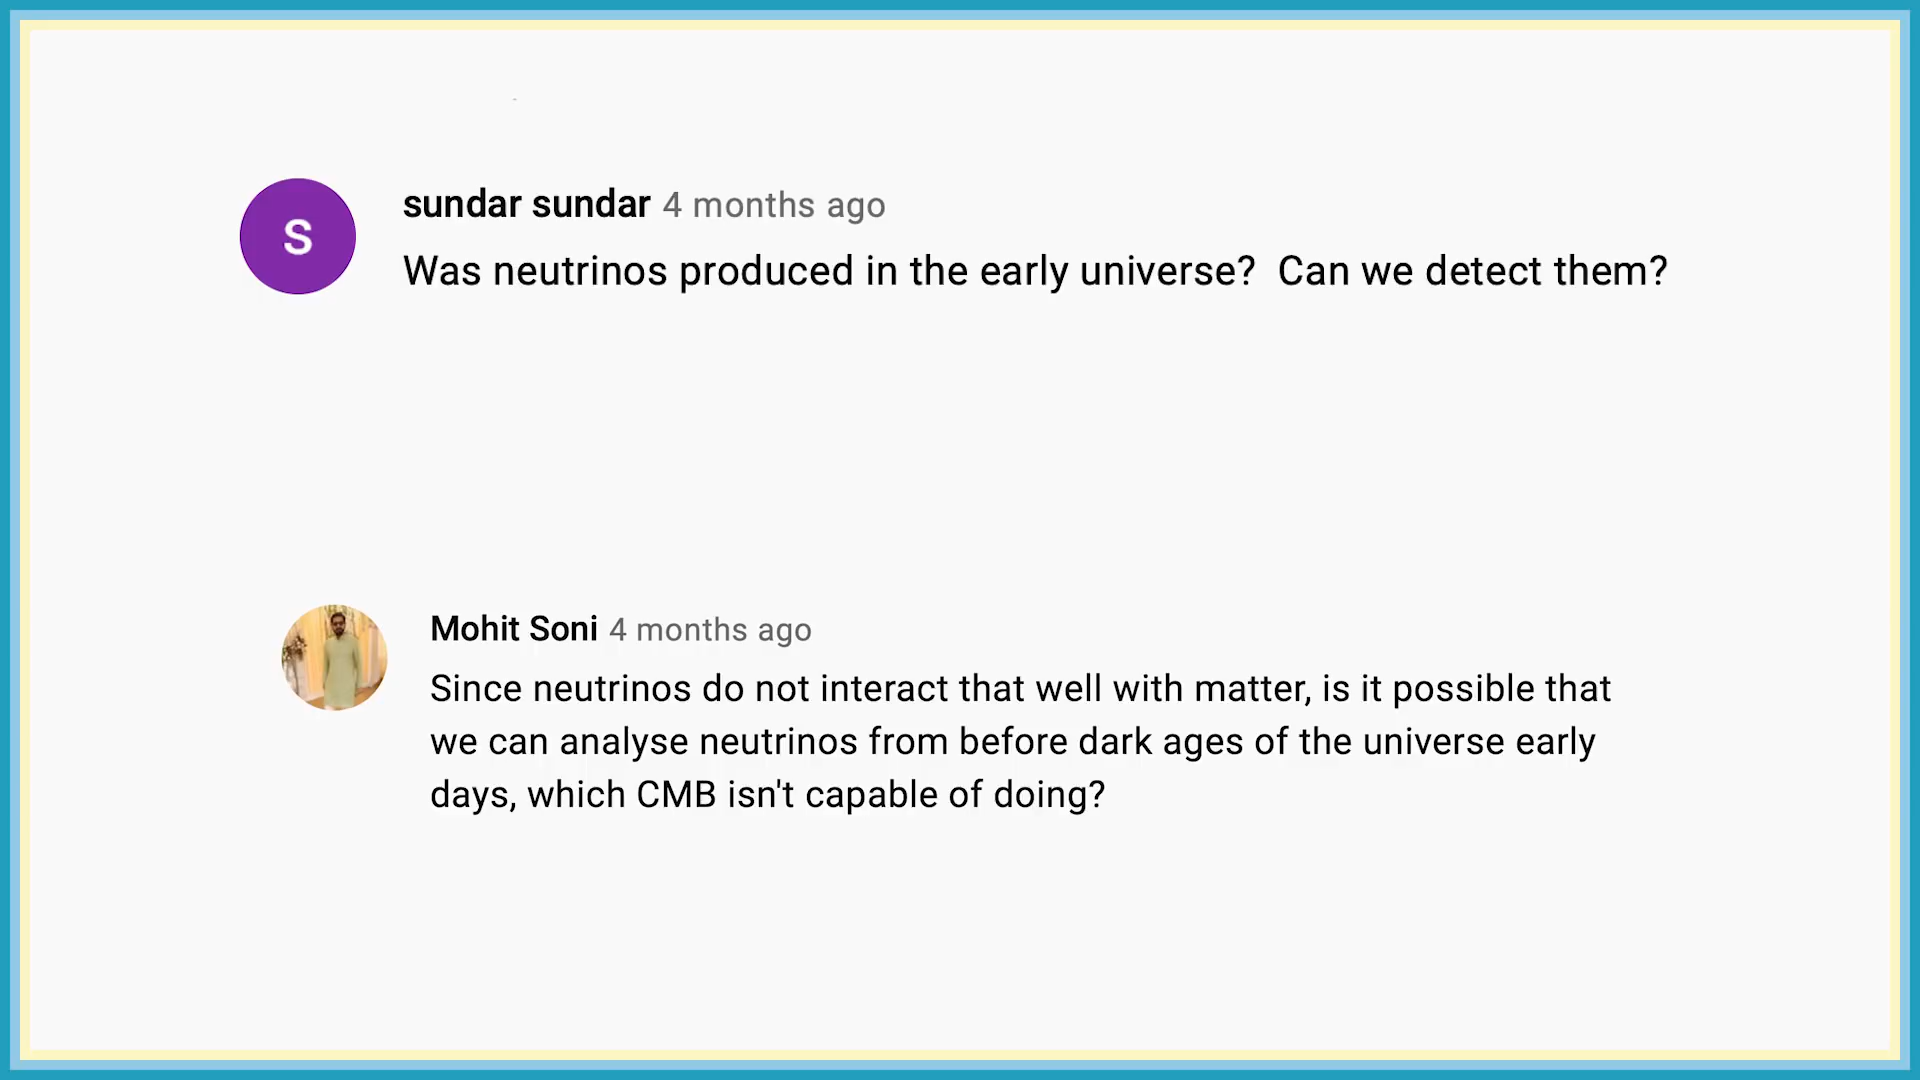 S
sundar sundar 4 months ago
Was neutrinos produced in the early universe?  Can we detect them?
Mohit Soni 4 months ago
Since neutrinos do not interact that well with matter, is it possible that
we can analyse neutrinos from before dark ages of the universe early
days, which CMB isn't capable of doing?